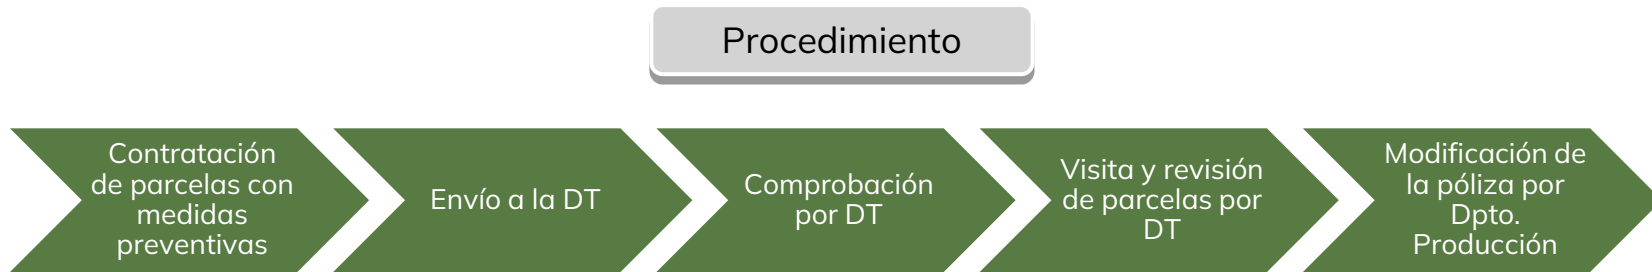 Procedimiento
Contratación
de parcelas con
medidas
preventivas
Envío a la DT
Comprobación
por DT
Visita y revisión
de parcelas por
DT
Modificación de
la póliza por
Dpto.
Producción